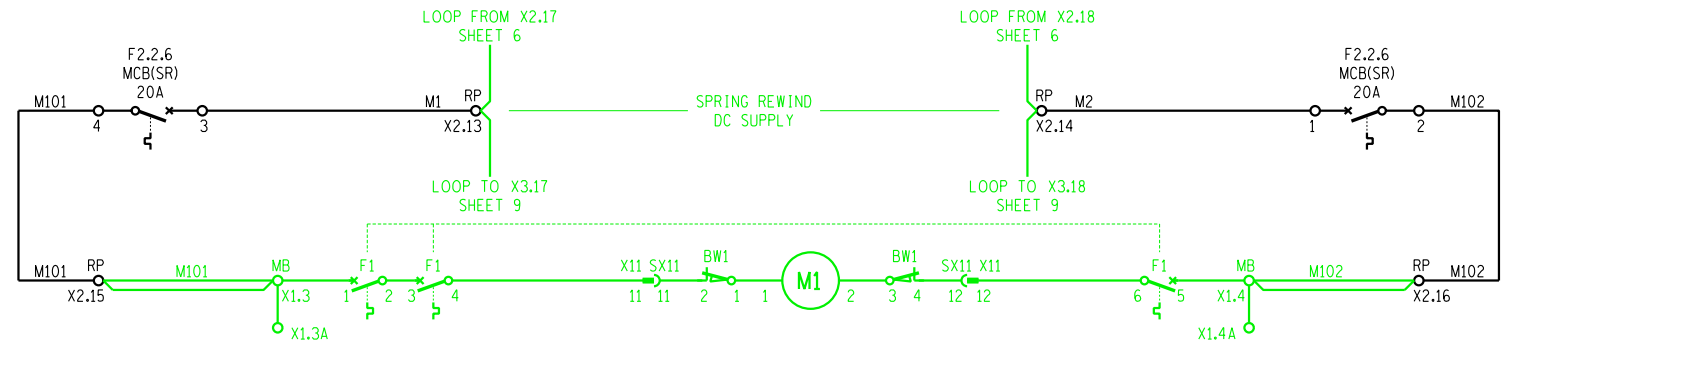 LOOP FROM X2.17
SHEET 6
LOOP FROM X2.18
SHEET 6
F2.2.6
MCB(SR)
20A
F2.2.6
MCB(SR)
20A
M101
4
3
M1
RP
X2.13
SPRING REWIND
DC SUPPLY
RP
X2.14
M2
1
2
M102
LOOP TO X3.17
SHEET 9
LOOP TO X3.18
SHEET 9
M101
RP
X2.15
M101
MB
X1.3
X1.3A
F1
1
2
F1
3
4
X11 SX11
11
11
BW1
2
1
1
M1
2
BW1
3
4
SX11 X11
12
12
F1
6
5
MB
X1.4
X1.4A
M102
RP
X2.16
M102